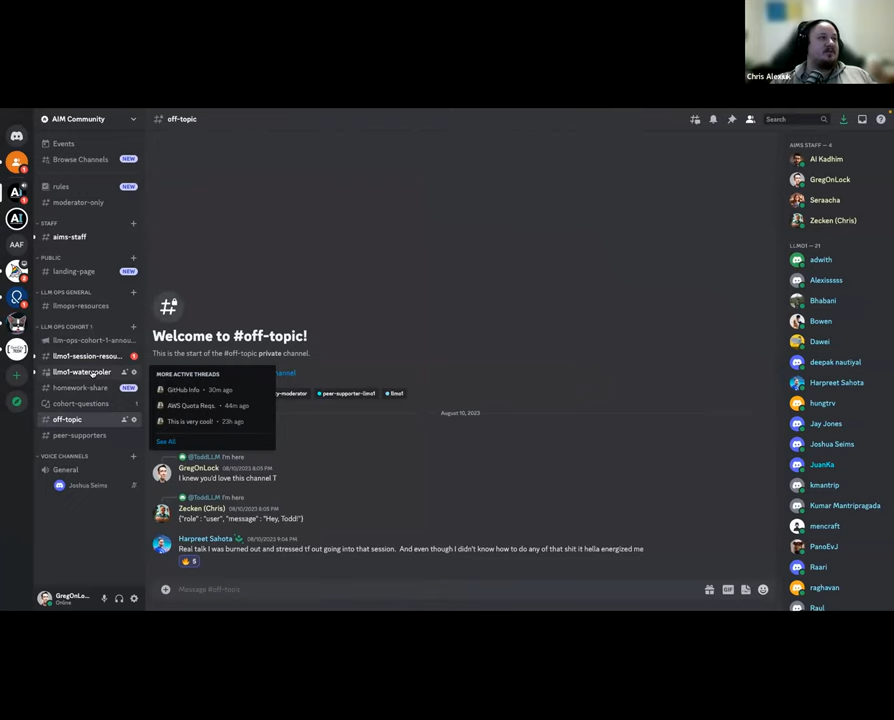 Chris Alexiuk
AIM Community
off-topic
Search
Events
Browse Channels NEW
rules NEW
moderator-only
STAFF
aims-staff
PUBLIC
landing-page NEW
LLM OPS GENERAL
llmops-resources
LLM OPS COHORT 1
llm-ops-cohort-1-annou...
llmo1-session-resou... 1
llmo1-watercooler
homework-share NEW
cohort-questions 1
off-topic
peer-supporters
VOICE CHANNELS
General
Joshua Seims
GregOnLo...
Online
AAF
Welcome to #off-topic!
This is the start of the #off-topic private channel.
MORE ACTIVE THREADS
GitHub Info • 30m ago
AWS Quota Reqs. • 44m ago
This is very cool! • 23h ago
See All
peer-supporter-llmo1
llmo1
August 10, 2023
@ToddLLM I'm here
GregOnLock 08/10/2023 8:05 PM
I knew you'd love this channel T
@ToddLLM I'm here
Zecken (Chris) 08/10/2023 8:05 PM
{"role" : "user", "message" : "Hey, Todd!"}
Harpreet Sahota 08/10/2023 9:04 PM
Real talk I was burned out and stressed tf out going into that session. And even though I didn't know how to do any of that shit it hella energized me
5
Message #off-topic
GIF
AIMS STAFF — 4
Al Kadhim
GregOnLock
Seraacha
Zecken (Chris)
LLMO1 — 21
adwith
Alexisssss
Bhabani
Bowen
Dawei
deepak nautiyal
Harpreet Sahota
hungtrv
Jay Jones
Joshua Seims
JuanKa
kmantrip
Kumar Mantripragada
mencraft
PanoEvJ
Raari
raghavan
Raul